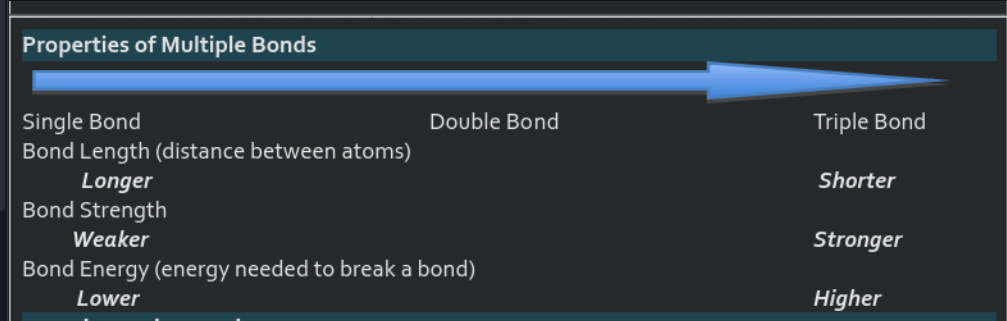 Properties of Multiple Bonds
Single Bond Double Bond Triple Bond
Bond Length (distance between atoms)
Longer Shorter
Bond Strength
Weaker Stronger
Bond Energy (energy needed to break a bond)
Lower Higher